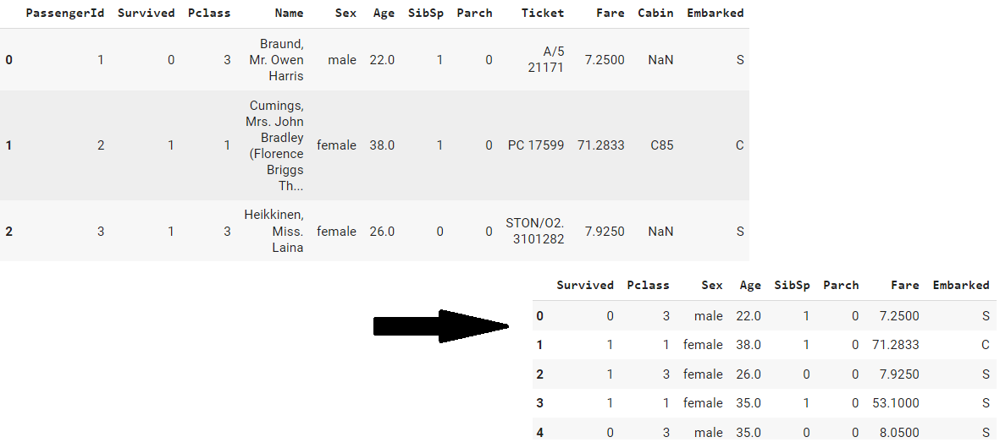 PassengerId Survived Pclass Name Sex Age SibSp Parch Ticket Fare Cabin Embarked
0 1 0 3 Braund, Mr. Owen Harris male 22.0 1 0 A/5 21171 7.2500 NaN S
1 2 1 1 Cumings, Mrs. John Bradley (Florence Briggs Th... female 38.0 1 0 PC 17599 71.2833 C85 C
2 3 1 3 Heikkinen, Miss. Laina female 26.0 0 0 STON/O2. 3101282 7.9250 NaN S
Survived Pclass Sex Age SibSp Parch Fare Embarked
0 0 3 male 22.0 1 0 7.2500 S
1 1 1 female 38.0 1 0 71.2833 C
2 1 3 female 26.0 0 0 7.9250 S
3 1 1 female 35.0 1 0 53.1000 S
4 0 3 male 35.0 0 0 8.0500 S